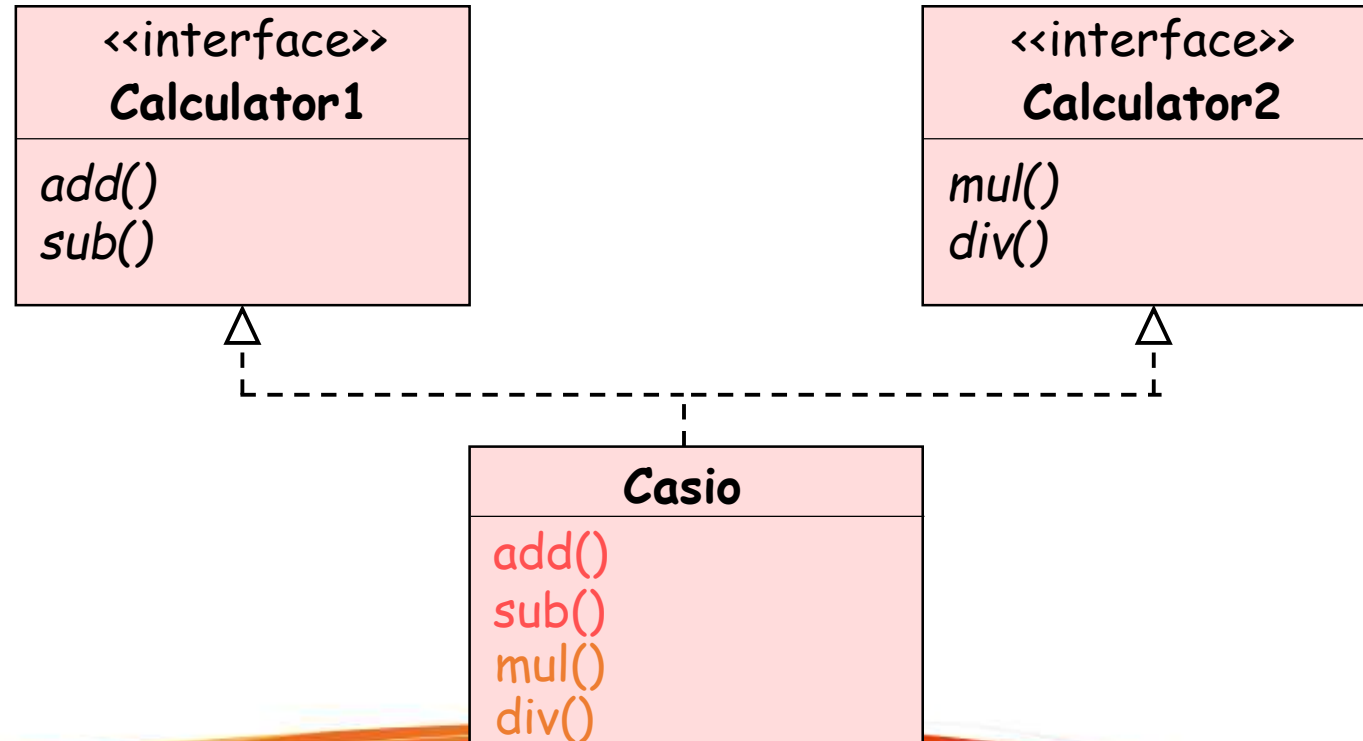 <<interface>>
Calculator1
add()
sub()
<<interface>>
Calculator2
mul()
div()
Casio
add()
sub()
mul()
div()